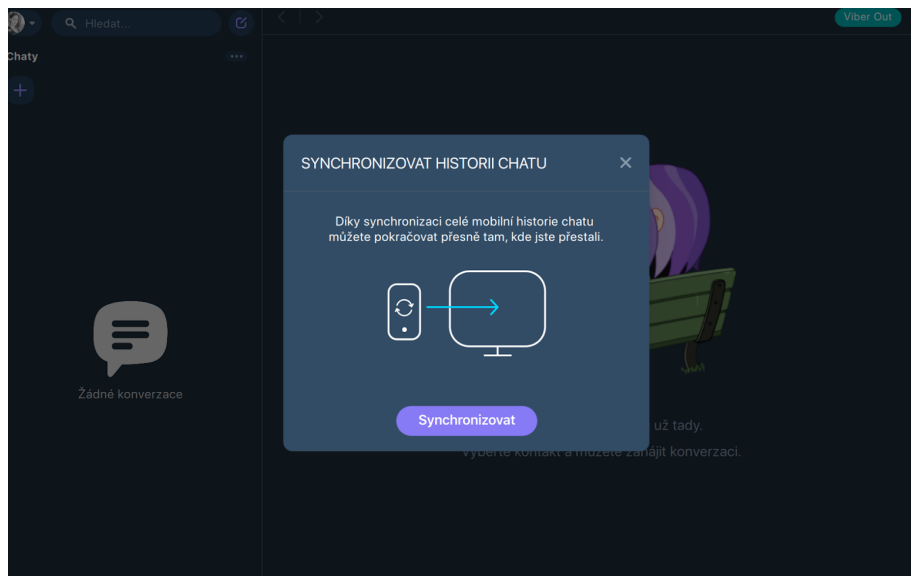 Hledat...
Viber Out
Chaty
SYNCHRONIZOVAT HISTORII CHATU
Díky synchronizaci celé mobilní historie chatu
můžete pokračovat přesně tam, kde jste přestali.
Žádné konverzace
Synchronizovat
už tady.
Vyberte kontakt a můžete zahájit konverzaci.